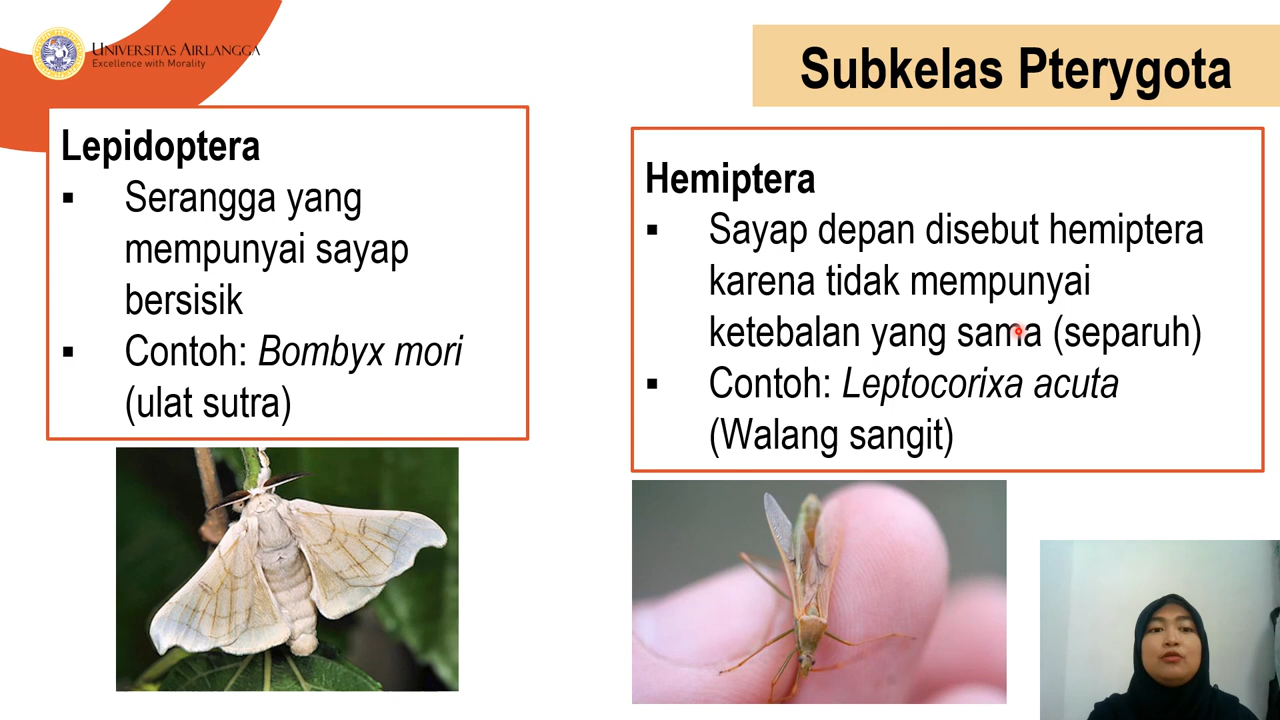 UNIVERSITAS AIRLANGGA
Excellence with Morality
Subkelas Pterygota
Lepidoptera
▪ Serangga yang
mempunyai sayap
bersisik
▪ Contoh: Bombyx mori
(ulat sutra)
Hemiptera
▪ Sayap depan disebut hemiptera
karena tidak mempunyai
ketebalan yang sama (separuh)
▪ Contoh: Leptocorixa acuta
(Walang sangit)